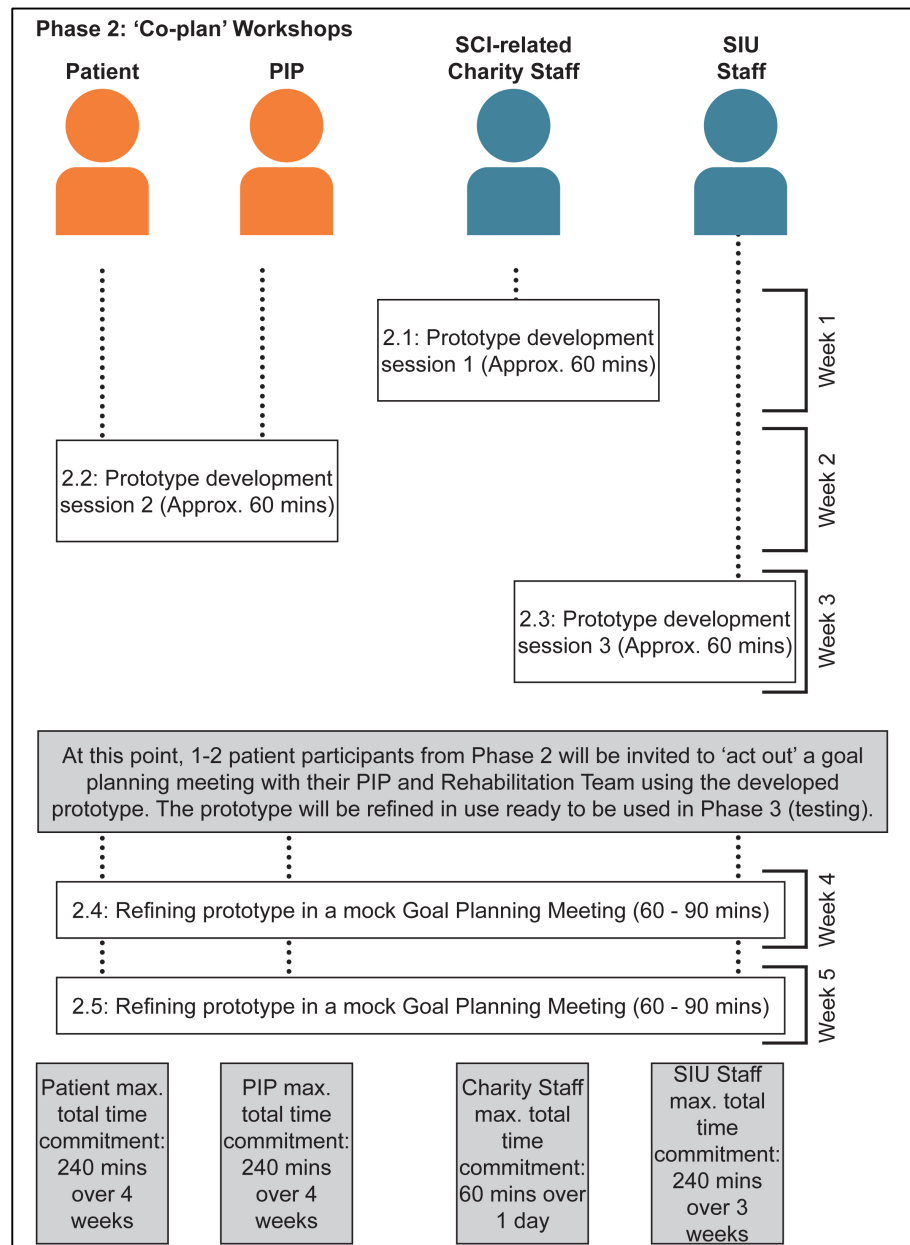 Phase 2: ‘Co-plan’ Workshops
Patient
PIP
SCI-related
Charity Staff
SIU
Staff
2.1: Prototype development
session 1 (Approx. 60 mins)
Week 1
2.2: Prototype development
session 2 (Approx. 60 mins)
Week 2
2.3: Prototype development
session 3 (Approx. 60 mins)
Week 3
At this point, 1-2 patient participants from Phase 2 will be invited to ‘act out’ a goal
planning meeting with their PIP and Rehabilitation Team using the developed
prototype. The prototype will be refined in use ready to be used in Phase 3 (testing).
2.4: Refining prototype in a mock Goal Planning Meeting (60 - 90 mins)
Week 4
2.5: Refining prototype in a mock Goal Planning Meeting (60 - 90 mins)
Week 5
Patient max.
total time
commitment:
240 mins
over 4
weeks
PIP max.
total time
commitment:
240 mins
over 4
weeks
Charity Staff
max. total
time
commitment:
60 mins over
1 day
SIU Staff
max. total
time
commitment:
240 mins
over 3
weeks